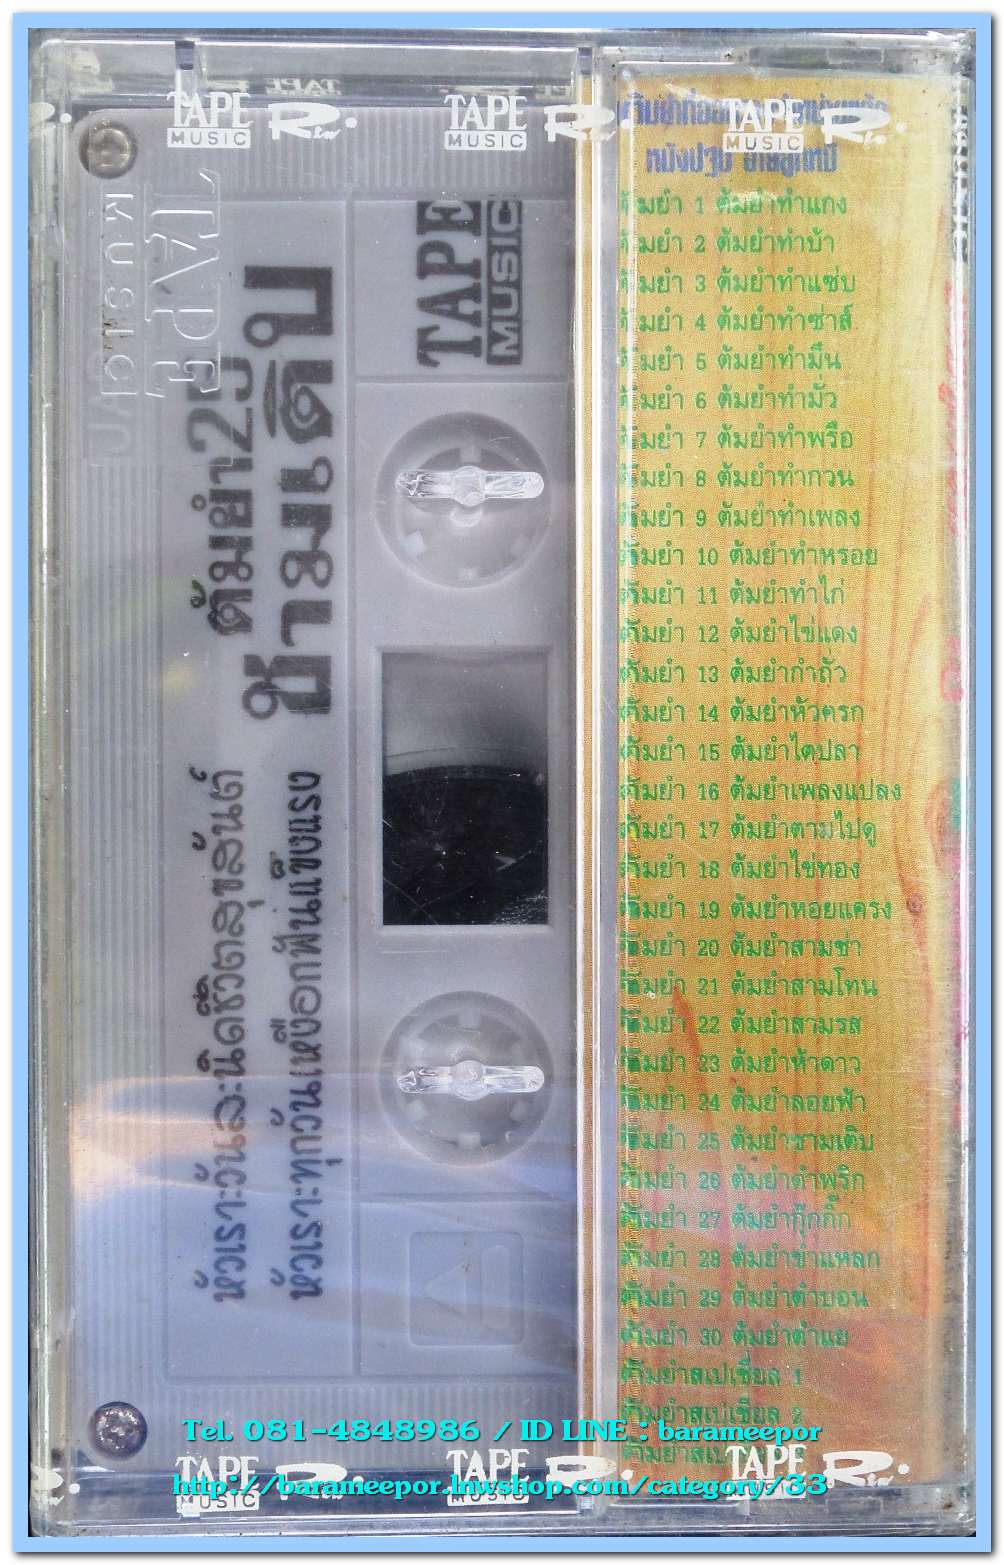 TAPE MUSIC
TAPE MUSIC
TAPE MUSIC
TAPE MUSIC
TAPE MUSIC
ต้มยำ25
ชามเดิบ
หัวเราะวันละนิดชีวิตสุขสันต์
หัวเราะทุกวันเหงือกฟันแข็งแรง
ต้มยำ 1 ต้มยำทำแกง
ต้มยำ 2 ต้มยำทำบ้า
ต้มยำ 3 ต้มยำทำแซ่บ
ต้มยำ 4 ต้มยำทำซ่าส์
ต้มยำ 5 ต้มยำทำมึน
ต้มยำ 6 ต้มยำทำมั่ว
ต้มยำ 7 ต้มยำทำพรือ
ต้มยำ 8 ต้มยำทำกวน
ต้มยำ 9 ต้มยำทำเพลง
ต้มยำ 10 ต้มยำทำหรอย
ต้มยำ 11 ต้มยำทำไก่
ต้มยำ 12 ต้มยำไข่แดง
ต้มยำ 13 ต้มยำกำถั่ว
ต้มยำ 14 ต้มยำหัวครก
ต้มยำ 15 ต้มยำไตปลา
ต้มยำ 16 ต้มยำเพลงแปลง
ต้มยำ 17 ต้มยำตามไปดู
ต้มยำ 18 ต้มยำไข่ทอง
ต้มยำ 19 ต้มยำหอยแครง
ต้มยำ 20 ต้มยำสามช่า
ต้มยำ 21 ต้มยำสามโทน
ต้มยำ 22 ต้มยำสามรส
ต้มยำ 23 ต้มยำห้าดาว
ต้มยำ 24 ต้มยำลอยฟ้า
ต้มยำ 25 ต้มยำชามเติบ
ต้มยำ 26 ต้มยำตำพริก
ต้มยำ 27 ต้มยำกุ๊กกิ๊ก
ต้มยำ 28 ต้มยำขำแหลก
ต้มยำ 29 ต้มยำตำบอน
ต้มยำ 30 ต้มยำตำแย
ต้มยำสเปเชี่ยล 1
ต้มยำสเปเชี่ยล 2
Tel. 081-4848986 / ID LINE : barameepor
TAPE MUSIC
TAPE MUSIC
TAPE MUSIC
http://barameepor.lnwshop.com/category/33